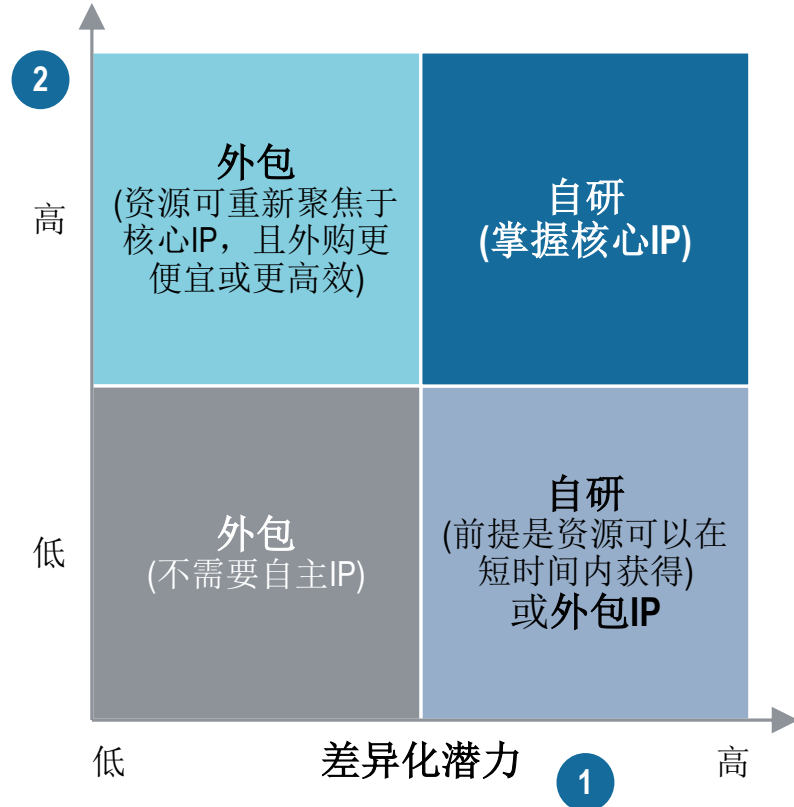 2
高
低
外包
(资源可重新聚焦于
核心IP，且外购更
便宜或更高效)
自研
(掌握核心IP)
外包
(不需要自主IP)
自研
(前提是资源可以在
短时间内获得)
或外包IP
低
差异化潜力
1
高